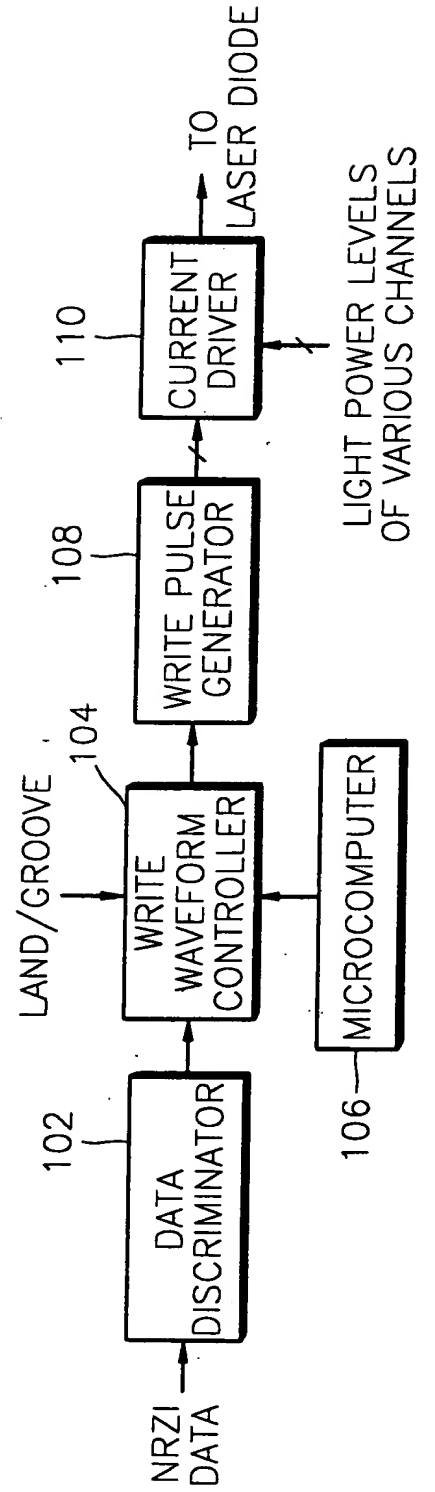 NRZI
DATA
102
DATA
DISCRIMINATOR
LAND/GROOVE
104
WRITE
WAVEFORM
CONTROLLER
106
MICROCOMPUTER
108
WRITE PULSE
GENERATOR
110
CURRENT
DRIVER
TO
LASER DIODE
LIGHT POWER LEVELS
OF VARIOUS CHANNELS